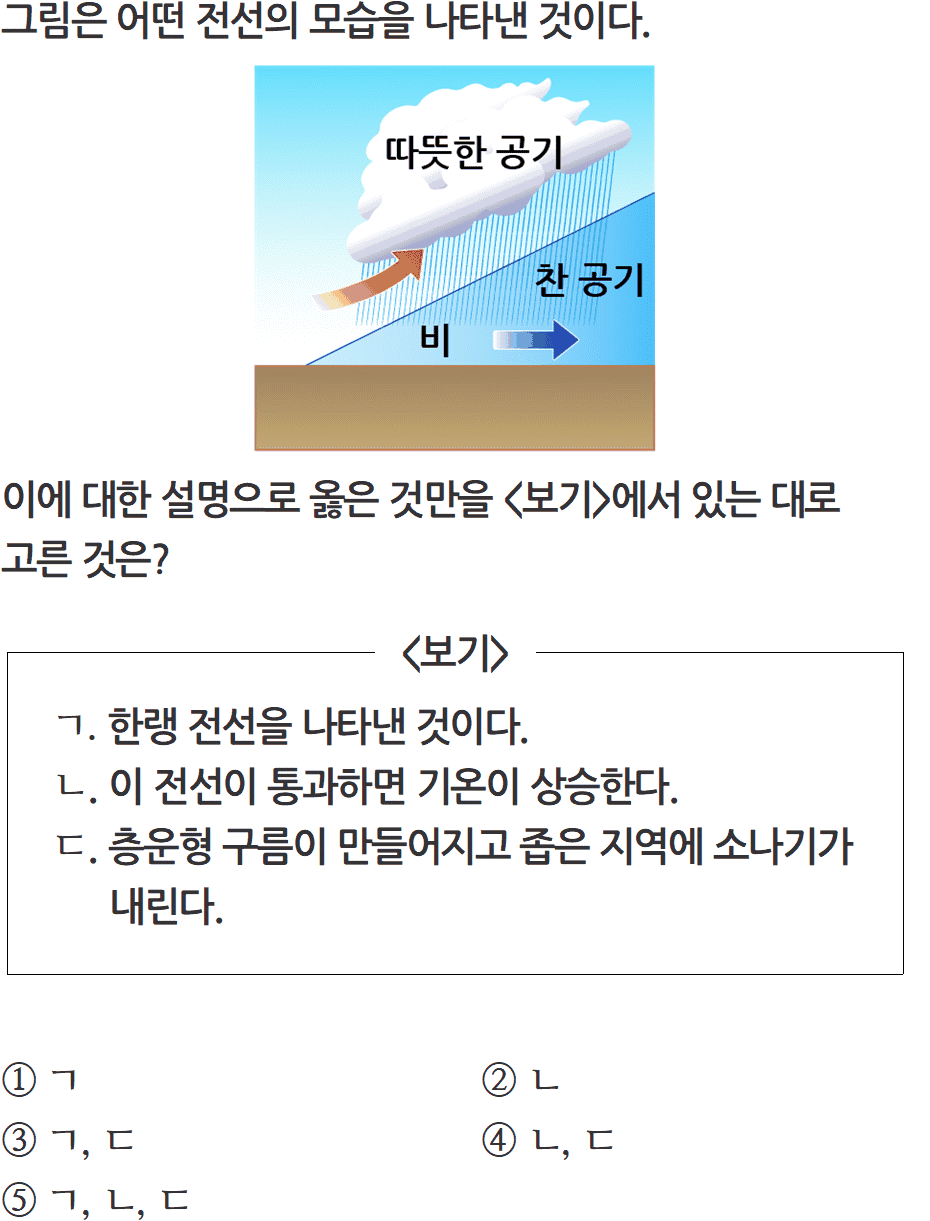 그림은 어떤 전선의 모습을 나타낸 것이다.
따뜻한 공기
찬 공기
비
이에 대한 설명으로 옳은 것만을 <보기>에서 있는 대로
고른 것은?
<보기>
ㄱ. 한랭 전선을 나타낸 것이다.
ㄴ. 이 전선이 통과하면 기온이 상승한다.
ㄷ. 층운형 구름이 만들어지고 좁은 지역에 소나기가
내린다.
① ㄱ ② ㄴ
③ ㄱ, ㄷ ④ ㄴ, ㄷ
⑤ ㄱ, ㄴ, ㄷ